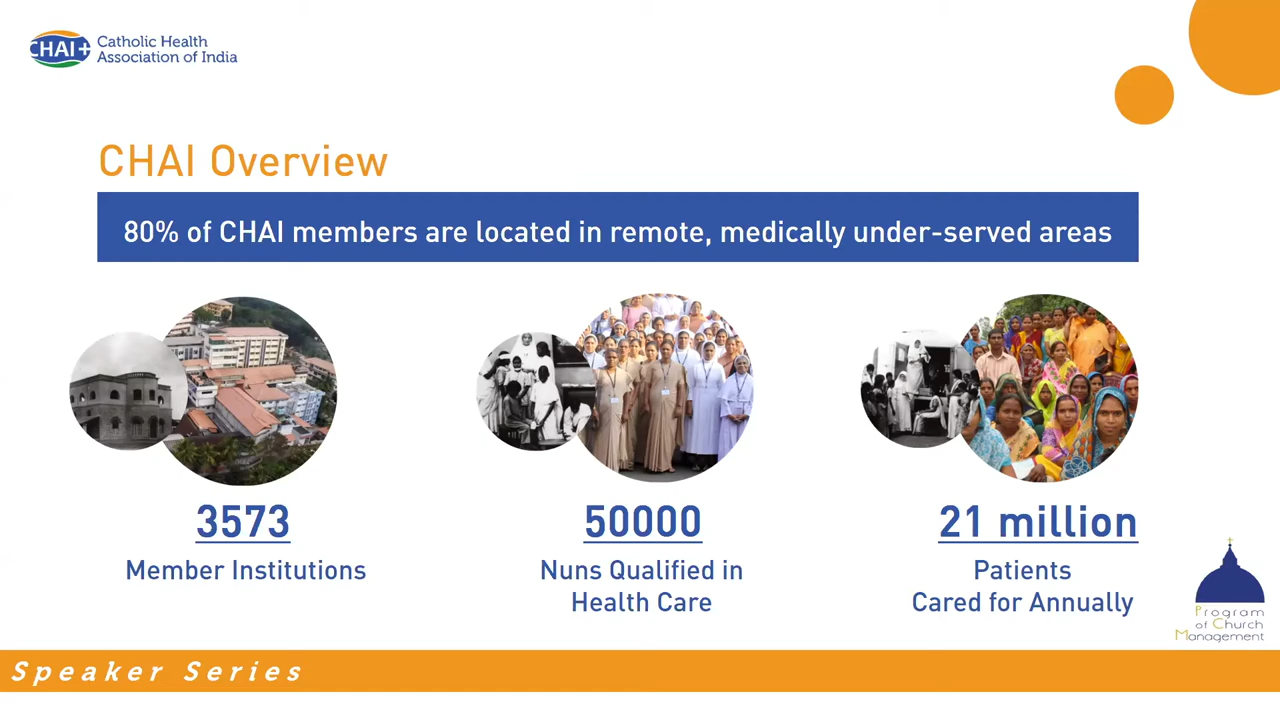 CHAI+
Catholic Health
Association of India
CHAI Overview
80% of CHAI members are located in remote, medically under-served areas
3573
Member Institutions
50000
Nuns Qualified in
Health Care
21 million
Patients
Cared for Annually
Program
of Church
Management
Speaker Series